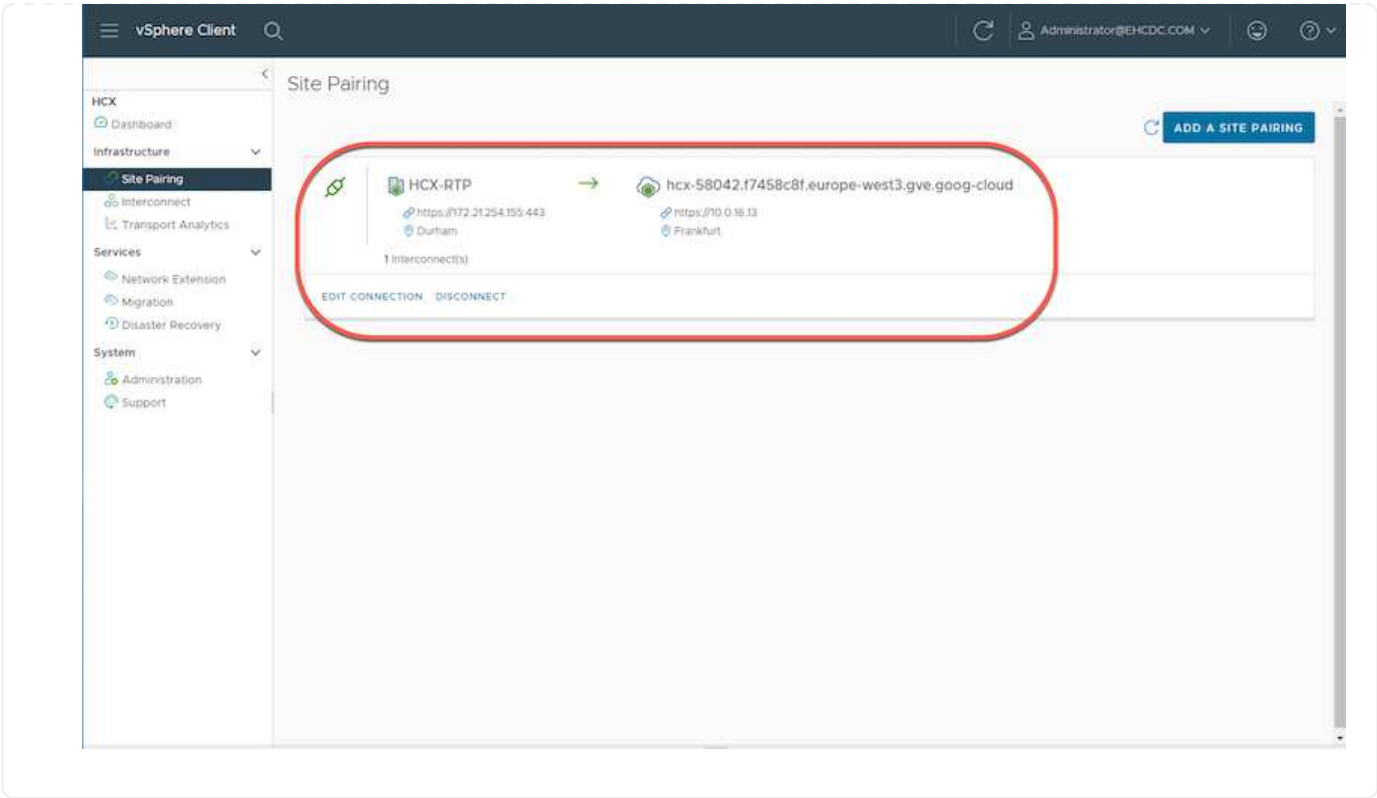 vSphere Client
Administrator@EHCDC.COM
Site Pairing
HCX
Dashboard
Infrastructure
Site Pairing
Interconnect
Transport Analytics
Services
Network Extension
Migration
Disaster Recovery
System
Administration
Support
ADD A SITE PAIRING
HCX-RTP
https://172.21.254.155:443
Durham
1 Interconnect(s)
hcx-58042.f7458c8f.europe-west3.gve.goog-cloud
https://10.0.16.13
Frankfurt
EDIT CONNECTION DISCONNECT